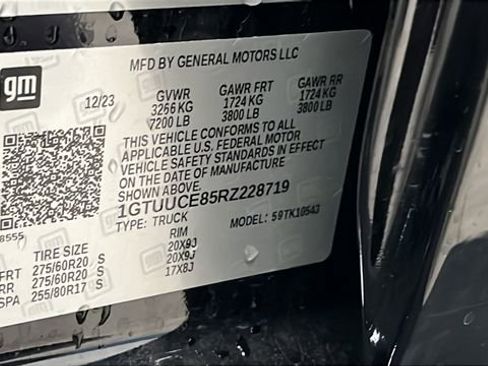 MFD BY GENERAL MOTORS LLC
gm
12/23 GVWR GAWR FRT GAWR RR
3266 KG 1724 KG 1724 KG
7200 LB 3800 LB 3800 LB
THIS VEHICLE CONFORMS TO ALL
APPLICABLE U.S. FEDERAL MOTOR
VEHICLE SAFETY STANDARDS IN EFFECT
ON THE DATE OF MANUFACTURE
SHOWN ABOVE.
1GTUUCE85RZ228719
TYPE: TRUCK 59TK10543
8555
TIRE SIZE RIM
FRT 275/60R20 S 20X9J
RR 275/60R20 S 20X9J
SPA 255/80R17 S 17X8J